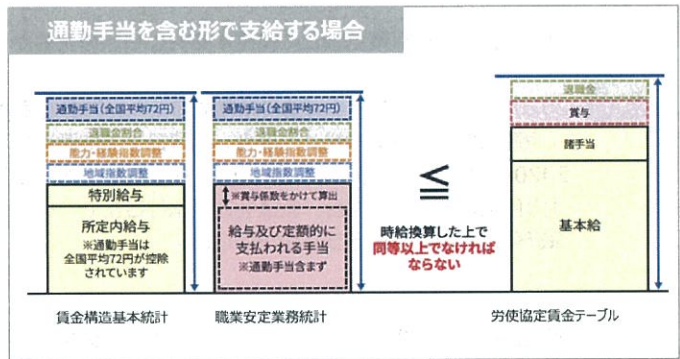 通勤手当を含む形で支給する場合
通勤手当(全国平均72円)
退職金割合
能力・経験指数調整
地域指数調整
特別給与
所定内給与
※通勤手当は
全国平均72円が控除
されています
賃金構造基本統計
通勤手当(全国平均72円)
退職金割合
能力・経験指数調整
地域指数調整
※賞与係数をかけて算出
給与及び定額的に
支払われる手当
※通勤手当含まず
職業安定業務統計
≦
時給換算した上で
同等以上でなければ
ならない
退職金
賞与
諸手当
基本給
労使協定賃金テーブル